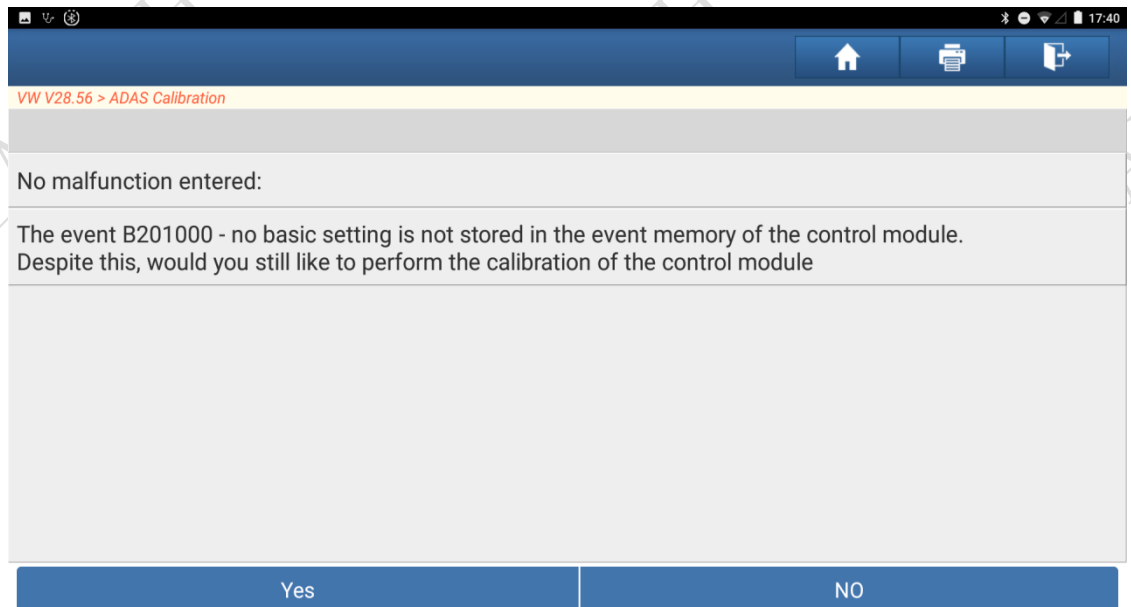 17:40
VW V28.56 > ADAS Calibration
No malfunction entered:
The event B201000 - no basic setting is not stored in the event memory of the control module.
Despite this, would you still like to perform the calibration of the control module
Yes
NO